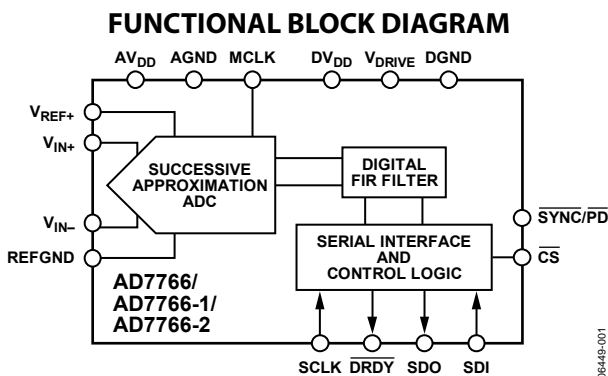 FUNCTIONAL BLOCK DIAGRAM
AVDD AGND MCLK DVDD VDRIVE DGND
VREF+
VIN+
VIN–
REFGND
SUCCESSIVE
APPROXIMATION
ADC
DIGITAL
FIR FILTER
SERIAL INTERFACE
AND
CONTROL LOGIC
SYNC/PD
CS
AD7766/
AD7766-1/
AD7766-2
SCLK DRDY SDO SDI
06449-001